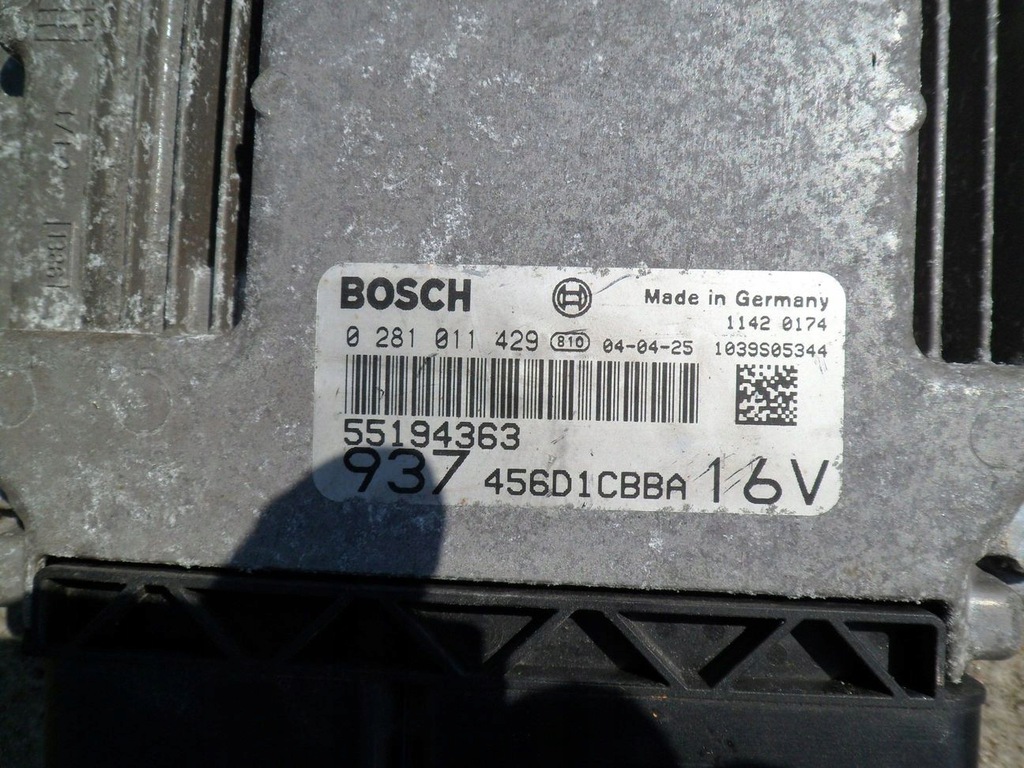 BOSCH Made in Germany
1142 0174
0 281 011 429 810 04-04-25 1039S05344
55194363
937 456D1CBBA 16V